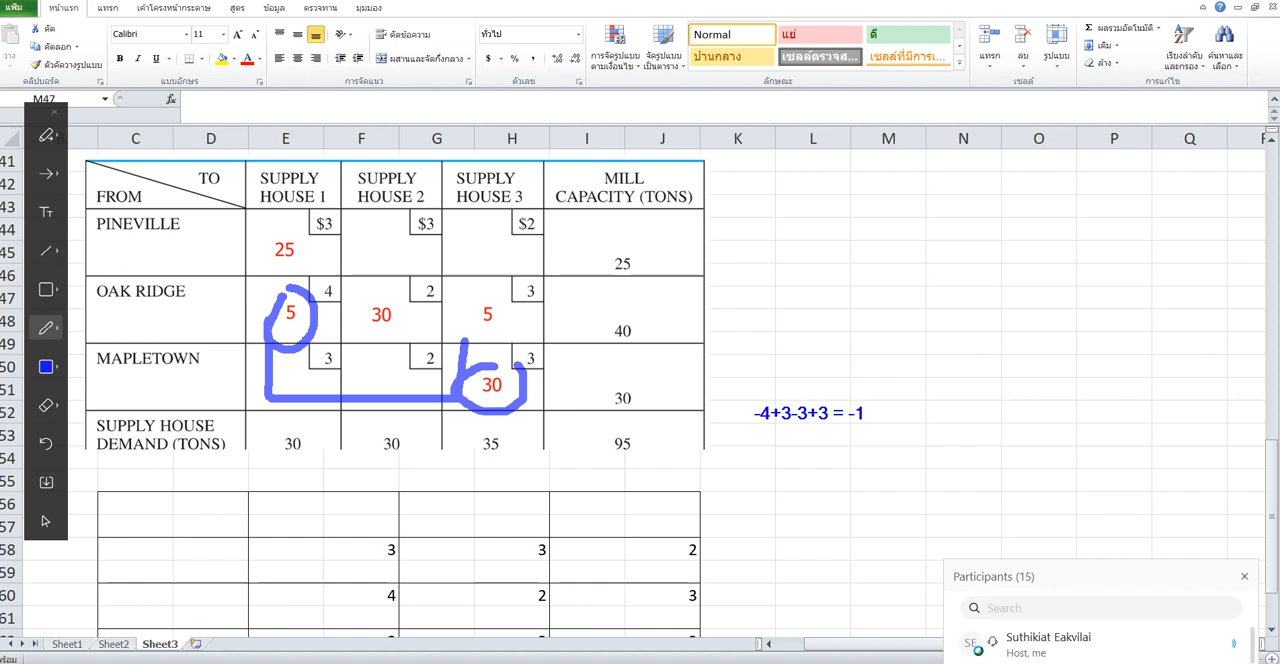 แฟ้ม หน้าแรก แทรก เค้าโครงหน้ากระดาษ สูตร ข้อมูล ตรวจทาน มุมมอง
วาง
ตัด
คัดลอก
ตัวคัดวางรูปแบบ
คลิปบอร์ด
Calibri 11
B I U A A A
แบบอักษร
ตัดข้อความ
ผสานและจัดกึ่งกลาง
การจัดแนว
ทั่วไป
$ % ,
ตัวเลข
การจัดรูปแบบ
ตามเงื่อนไข
จัดรูปแบบ
เป็นตาราง
Normal แย่ ดี
ปานกลาง เซลล์ตรวจส... เซลล์ที่มีการเ...
ลักษณะ
แทรก ลบ รูปแบบ
เซลล์
Σ ผลรวมอัตโนมัติ
เติม
ล้าง
เรียงลำดับ
และกรอง
ค้นหาและ
เลือก
การแก้ไข
M47 fx
C D E F G H I J K L M N O P Q
41
42
43
44
45
46
47
48
49
50
51
52
53
54
55
56
57
58
59
60
61
TO
FROM
SUPPLY
HOUSE 1
SUPPLY
HOUSE 2
SUPPLY
HOUSE 3
MILL
CAPACITY (TONS)
PINEVILLE $3 $3 $2
25
25
OAK RIDGE 4 2 3
5 30 5
40
MAPLETOWN 3 2 3
30
30
SUPPLY HOUSE
DEMAND (TONS) 30 30 35 95
-4+3-3+3 = -1
3 3 2
4 2 3
Tт
Participants (15)
Search
SE Suthikiat Eakvilai
Host, me
Sheet1 Sheet2 Sheet3
พร้อม